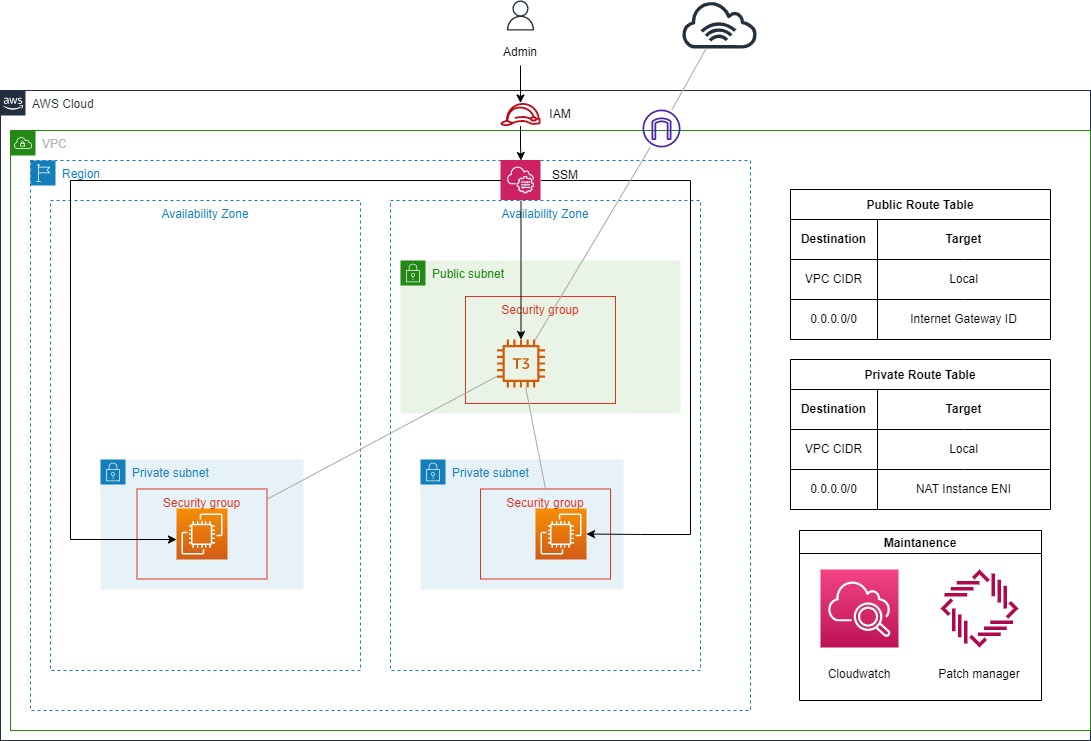 Admin
aws
AWS Cloud
IAM
VPC
Region
SSM
Availability Zone
Availability Zone
Public subnet
Security group
T3
Private subnet
Security group
Private subnet
Security group
Public Route Table
Destination Target
VPC CIDR Local
0.0.0.0/0 Internet Gateway ID
Private Route Table
Destination Target
VPC CIDR Local
0.0.0.0/0 NAT Instance ENI
Maintanence
Cloudwatch Patch manager